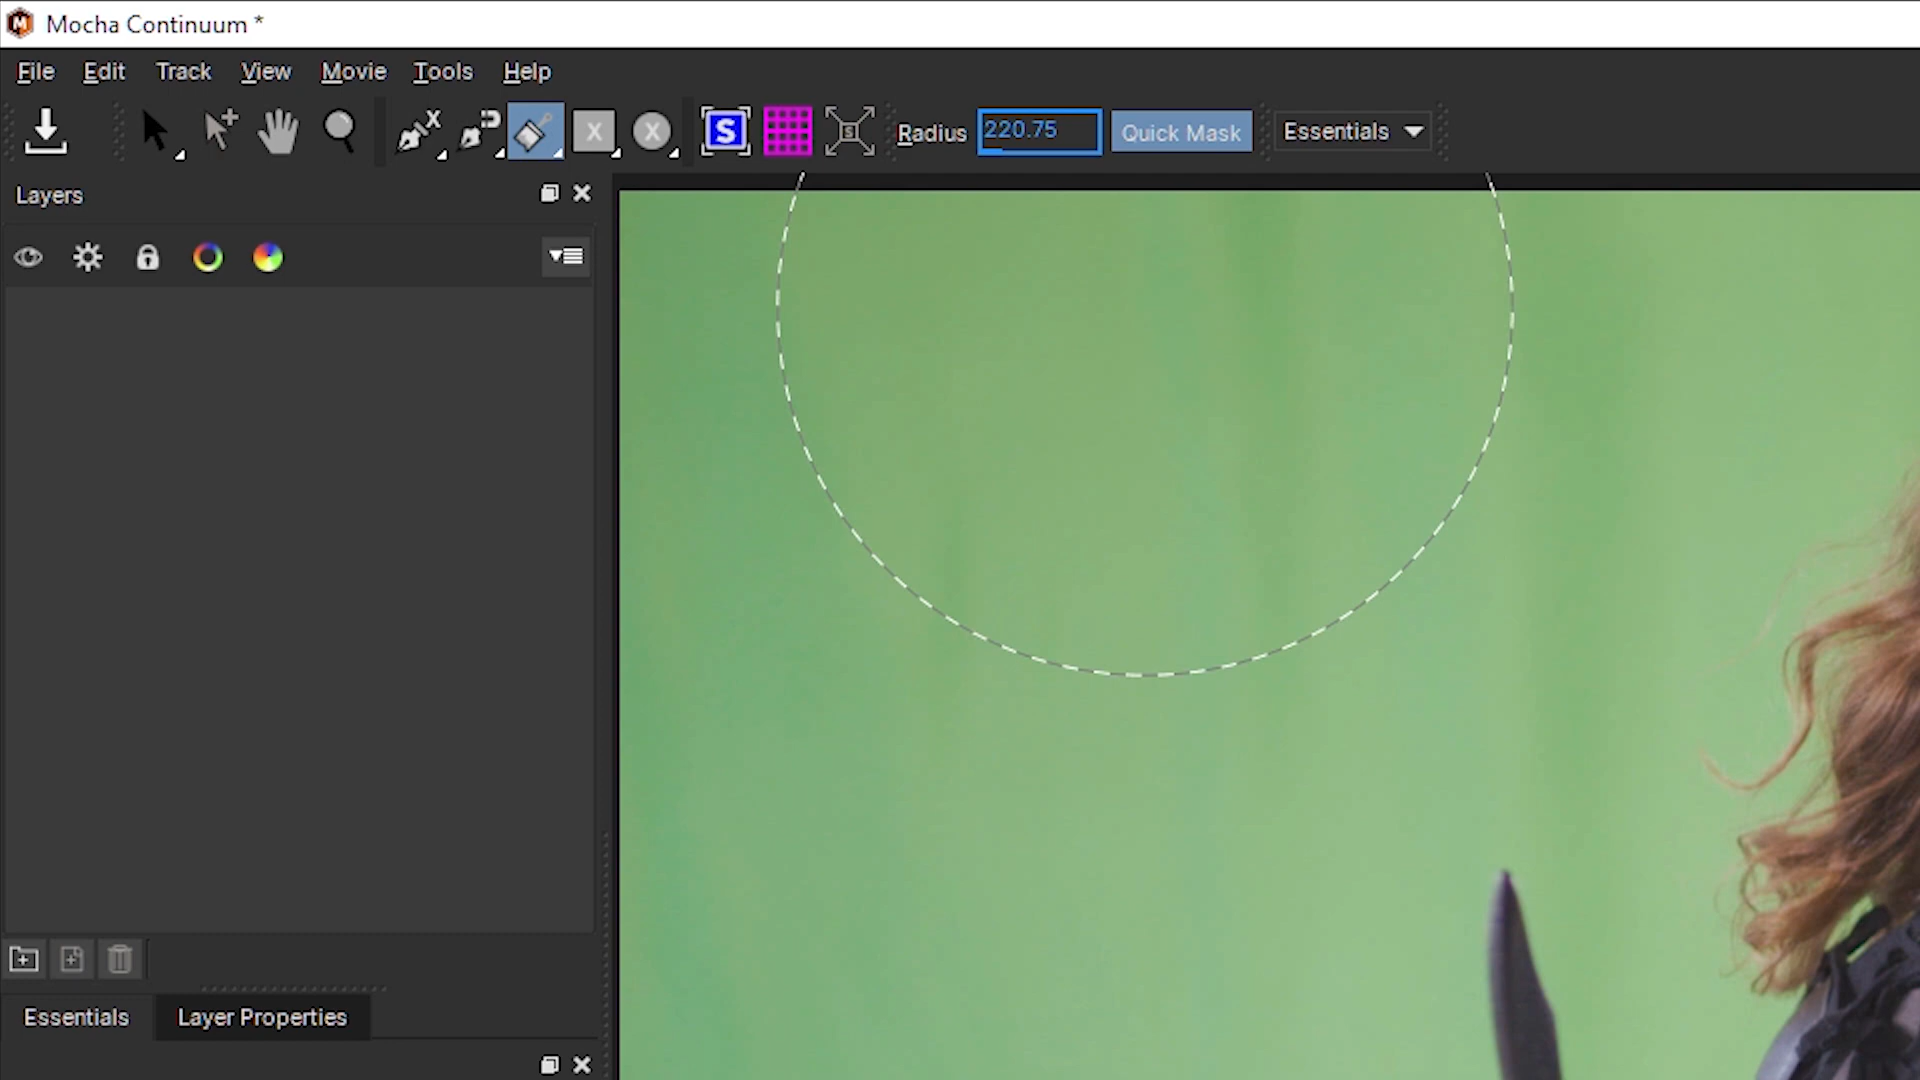 Mocha Continuum *
File Edit Track View Movie Tools Help
X X X S S Radius 220.75 Quick Mask Essentials
Layers
Essentials Layer Properties